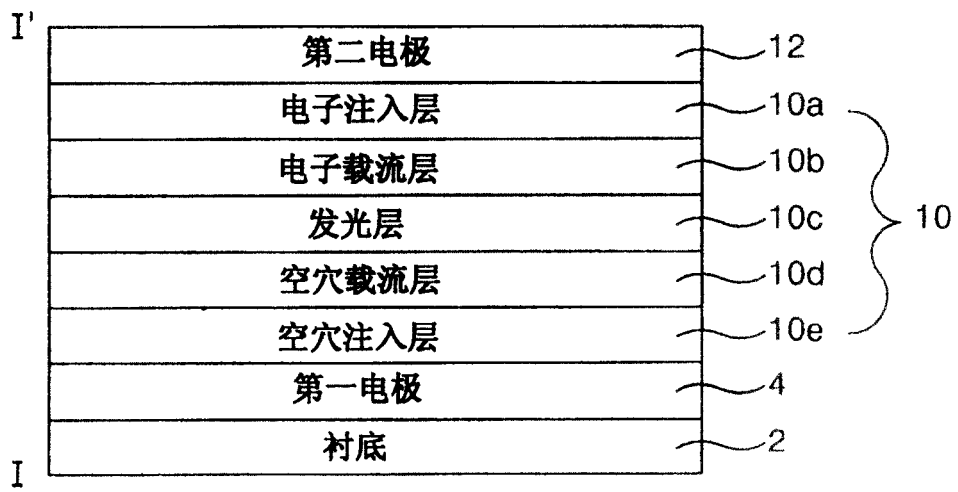 I'
第二电极 12
电子注入层 10a
电子载流层 10b
发光层 10c
10
空穴载流层 10d
空穴注入层 10e
第一电极 4
衬底 2
I